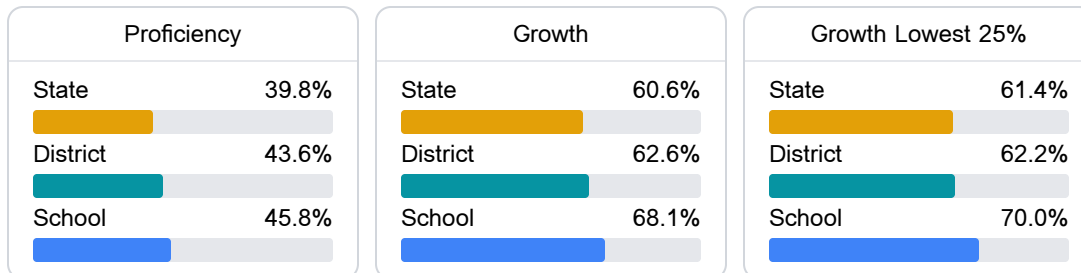 Proficiency
State 39.8%
District 43.6%
School 45.8%
Growth
State 60.6%
District 62.6%
School 68.1%
Growth Lowest 25%
State 61.4%
District 62.2%
School 70.0%